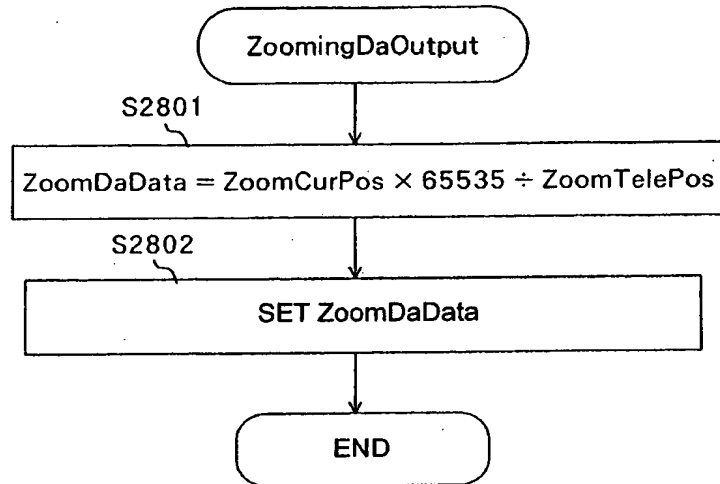 ZoomingDaOutput
S2801
ZoomDaData = ZoomCurPos × 65535 ÷ ZoomTelePos
S2802
SET ZoomDaData
END